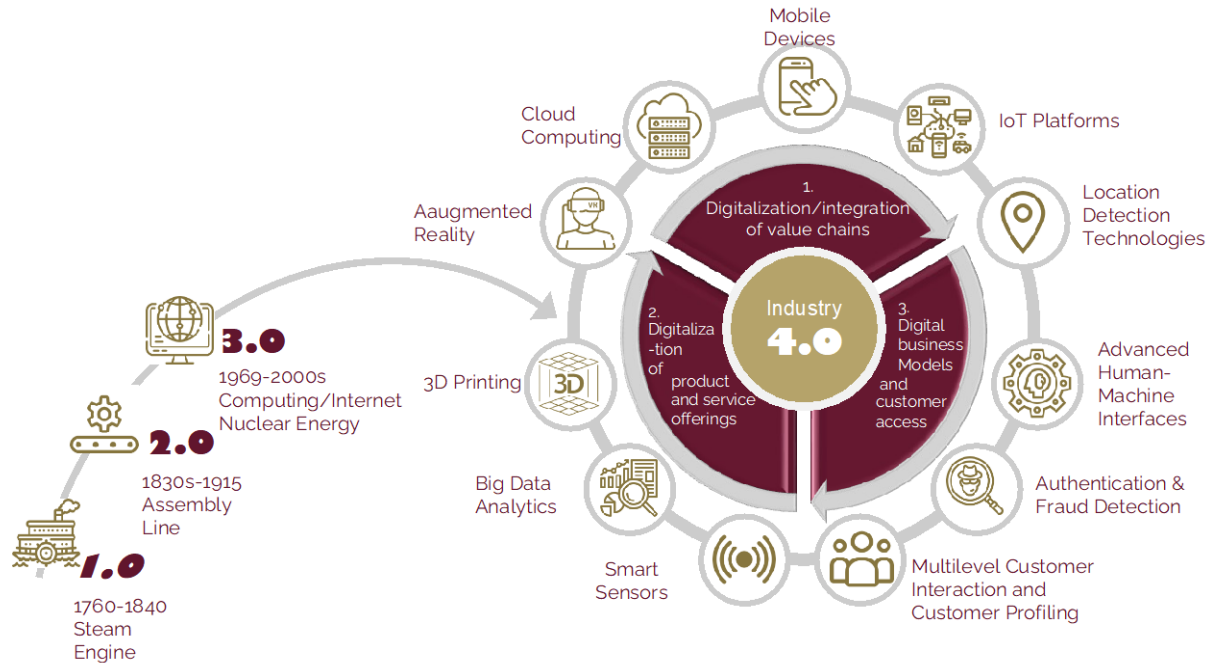 Mobile
Devices
Cloud
Computing
IoT Platforms
Aaugmented
Reality
VH
Location
Detection
Technologies
1.
Digitalization/integration
of value chains
Industry
4.0
2.
Digitaliza
-tion
of
product
and service
offerings
3.
Digital
business
Models
and
customer
access
3.0
1969-2000s
Computing/Internet
Nuclear Energy
3D Printing
3D
Advanced
Human-
Machine
Interfaces
2.0
1830s-1915
Assembly
Line
Big Data
Analytics
Authentication &
Fraud Detection
1.0
1760-1840
Steam
Engine
Smart
Sensors
Multilevel Customer
Interaction and
Customer Profiling